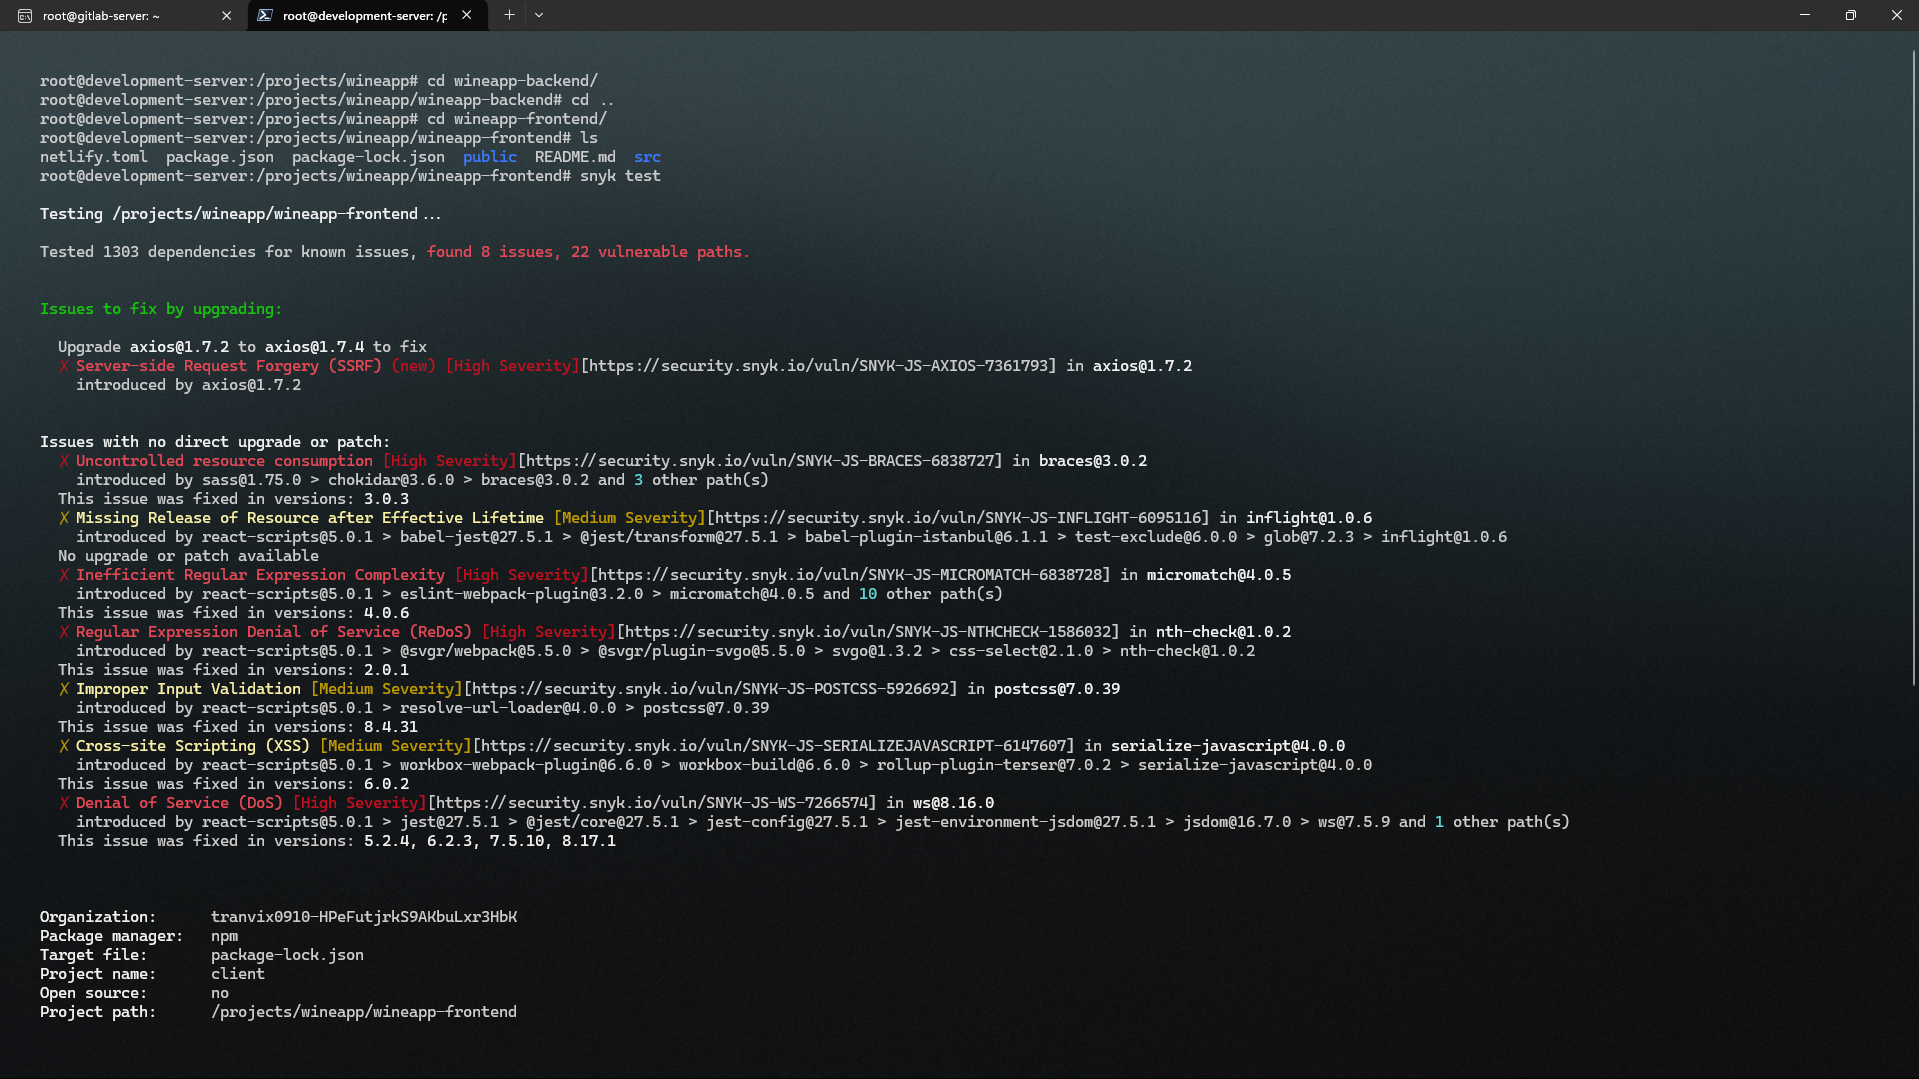 root@gitlab-server: ~
root@development-server: /p
root@development-server:/projects/wineapp# cd wineapp-backend/
root@development-server:/projects/wineapp/wineapp-backend# cd ..
root@development-server:/projects/wineapp# cd wineapp-frontend/
root@development-server:/projects/wineapp/wineapp-frontend# ls
netlify.toml  package.json  package-lock.json  public  README.md  src
root@development-server:/projects/wineapp/wineapp-frontend# snyk test
Testing /projects/wineapp/wineapp-frontend...
Tested 1303 dependencies for known issues, found 8 issues, 22 vulnerable paths.
Issues to fix by upgrading:
Upgrade axios@1.7.2 to axios@1.7.4 to fix
✗ Server-side Request Forgery (SSRF) (new) [High Severity][https://security.snyk.io/vuln/SNYK-JS-AXIOS-7361793] in axios@1.7.2
introduced by axios@1.7.2
Issues with no direct upgrade or patch:
✗ Uncontrolled resource consumption [High Severity][https://security.snyk.io/vuln/SNYK-JS-BRACES-6838727] in braces@3.0.2
introduced by sass@1.75.0 > chokidar@3.6.0 > braces@3.0.2 and 3 other path(s)
This issue was fixed in versions: 3.0.3
✗ Missing Release of Resource after Effective Lifetime [Medium Severity][https://security.snyk.io/vuln/SNYK-JS-INFLIGHT-6095116] in inflight@1.0.6
introduced by react-scripts@5.0.1 > babel-jest@27.5.1 > @jest/transform@27.5.1 > babel-plugin-istanbul@6.1.1 > test-exclude@6.0.0 > glob@7.2.3 > inflight@1.0.6
No upgrade or patch available
✗ Inefficient Regular Expression Complexity [High Severity][https://security.snyk.io/vuln/SNYK-JS-MICROMATCH-6838728] in micromatch@4.0.5
introduced by react-scripts@5.0.1 > eslint-webpack-plugin@3.2.0 > micromatch@4.0.5 and 10 other path(s)
This issue was fixed in versions: 4.0.6
✗ Regular Expression Denial of Service (ReDoS) [High Severity][https://security.snyk.io/vuln/SNYK-JS-NTHCHECK-1586032] in nth-check@1.0.2
introduced by react-scripts@5.0.1 > @svgr/webpack@5.5.0 > @svgr/plugin-svgo@5.5.0 > svgo@1.3.2 > css-select@2.1.0 > nth-check@1.0.2
This issue was fixed in versions: 2.0.1
✗ Improper Input Validation [Medium Severity][https://security.snyk.io/vuln/SNYK-JS-POSTCSS-5926692] in postcss@7.0.39
introduced by react-scripts@5.0.1 > resolve-url-loader@4.0.0 > postcss@7.0.39
This issue was fixed in versions: 8.4.31
✗ Cross-site Scripting (XSS) [Medium Severity][https://security.snyk.io/vuln/SNYK-JS-SERIALIZEJAVASCRIPT-6147607] in serialize-javascript@4.0.0
introduced by react-scripts@5.0.1 > workbox-webpack-plugin@6.6.0 > workbox-build@6.6.0 > rollup-plugin-terser@7.0.2 > serialize-javascript@4.0.0
This issue was fixed in versions: 6.0.2
✗ Denial of Service (DoS) [High Severity][https://security.snyk.io/vuln/SNYK-JS-WS-7266574] in ws@8.16.0
introduced by react-scripts@5.0.1 > jest@27.5.1 > @jest/core@27.5.1 > jest-config@27.5.1 > jest-environment-jsdom@27.5.1 > jsdom@16.7.0 > ws@7.5.9 and 1 other path(s)
This issue was fixed in versions: 5.2.4, 6.2.3, 7.5.10, 8.17.1
Organization:      tranvix0910-HPeFutjrkS9AKbuLxr3HbK
Package manager:   npm
Target file:       package-lock.json
Project name:      client
Open source:       no
Project path:      /projects/wineapp/wineapp-frontend